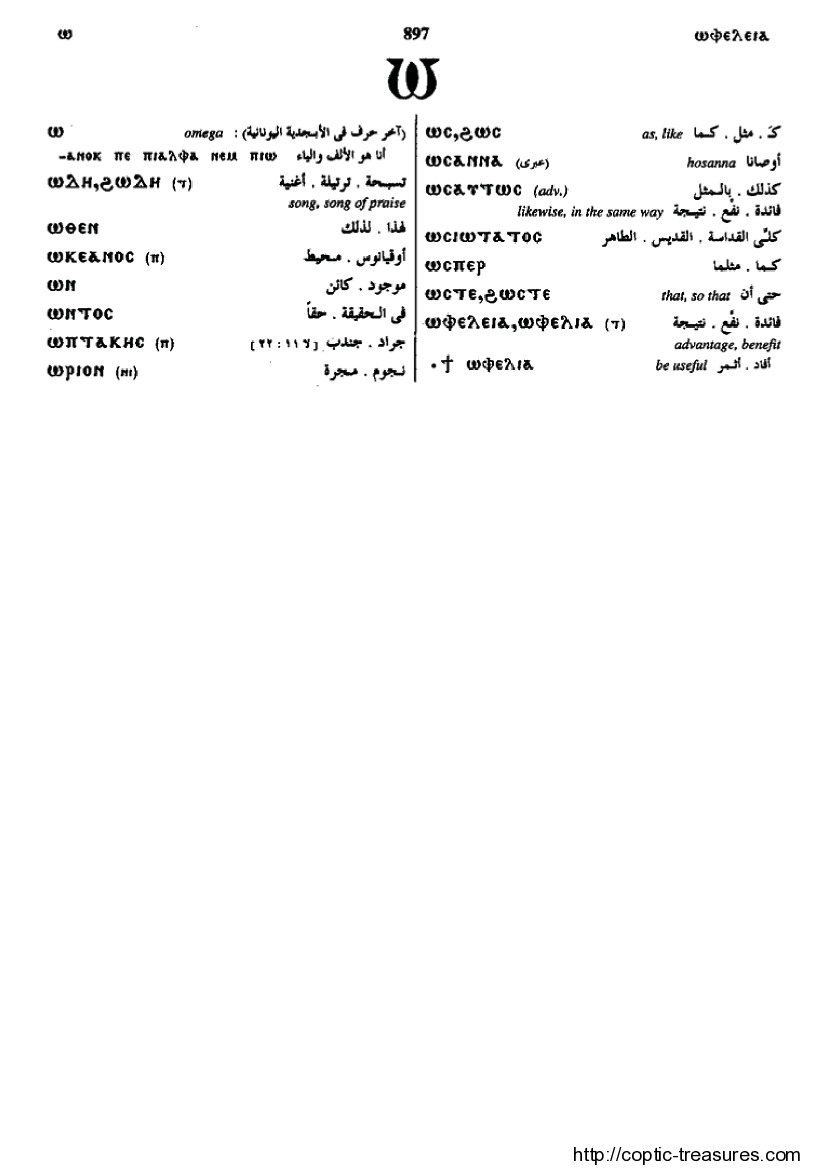 ⲱ 897 ⲱⲫⲉⲗⲉⲓⲁ
Ⲱ
ⲱ omega : (آخر حرف فى الأبجدية اليونانية)
-ⲁⲛⲟⲕ ⲡⲉ ⲡⲓⲁⲗⲫⲁ ⲛⲉⲙ ⲡⲓⲱ أنا هو الألف والياء
ⲱⲇⲏ,ϩⲱⲇⲏ (ⲧ) تسبحة . ترتيلة . أغنية
song, song of praise
ⲱⲑⲉⲛ لهذا . لذلك
ⲱⲕⲉⲁⲛⲟⲥ (ⲡ) أوقيانوس . محيط
ⲱⲛ موجود . كائن
ⲱⲛⲧⲟⲥ فى الحقيقة . حقاً
ⲱⲡⲧⲁⲕⲏⲥ (ⲡ) جراد . جندب [لا ١١ : ٢٢]
ⲱⲣⲓⲟⲛ (ⲛⲓ) نجوم . مجرة
ⲱⲥ,ϩⲱⲥ as, like كـ . مثل . كما
ⲱⲥⲁⲛⲛⲁ (عبرى) hosanna أوصانا
ⲱⲥⲁⲩⲧⲱⲥ (adv.) كذلك . بالمثل
likewise, in the same way فائدة . نفع . نتيجة
ⲱⲥⲓⲱⲧⲁⲧⲟⲥ كلّى القداسة . القديس . الطاهر
ⲱⲥⲡⲉⲣ كما . مثلما
ⲱⲥⲧⲉ,ϩⲱⲥⲧⲉ that, so that حتى أن
ⲱⲫⲉⲗⲉⲓⲁ,ⲱⲫⲉⲗⲓⲁ (ⲧ) فائدة . نفع . نتيجة
advantage, benefit
• † ⲱⲫⲉⲗⲓⲁ be useful أفاد . أثمر
http://coptic-treasures.com